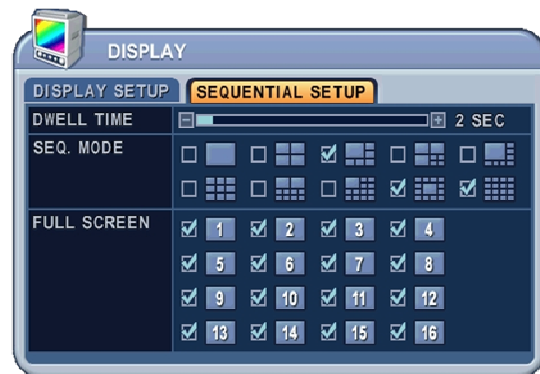 DISPLAY
DISPLAY SETUP SEQUENTIAL SETUP
DWELL TIME 2 SEC
SEQ. MODE
FULL SCREEN 1 2 3 4
5 6 7 8
9 10 11 12
13 14 15 16